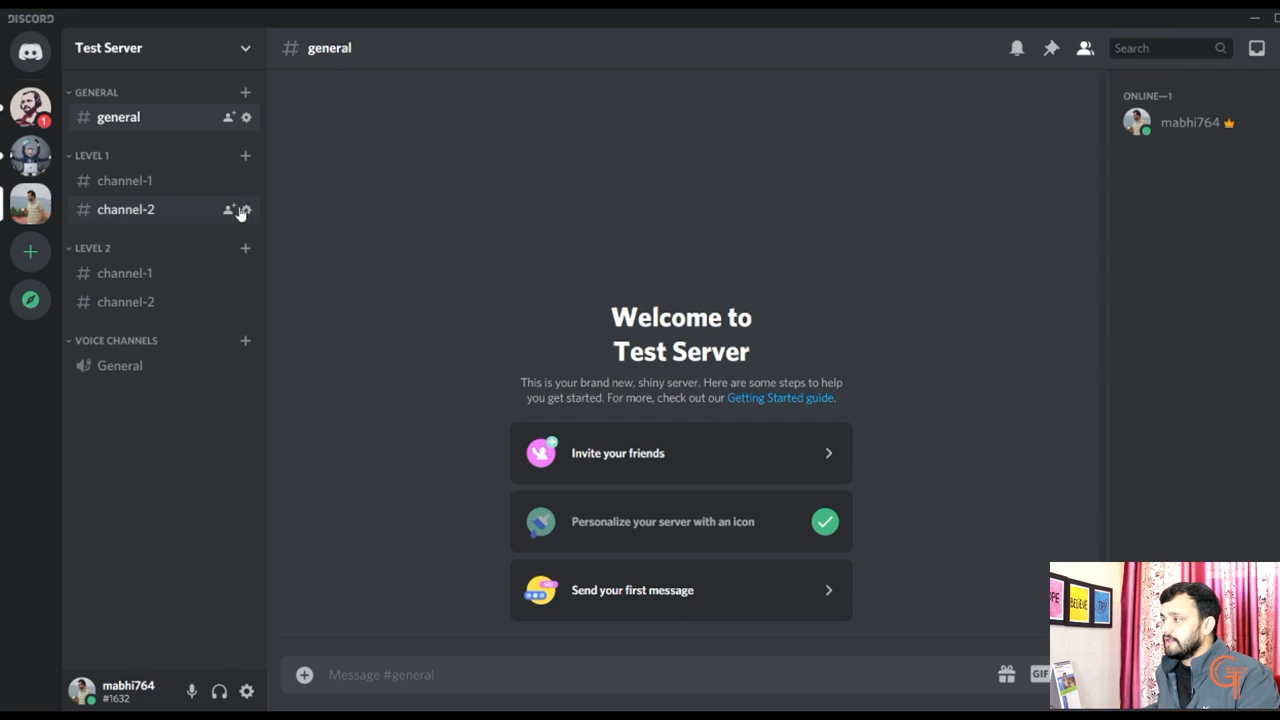 DISCORD
Test Server
GENERAL
general
LEVEL 1
channel-1
channel-2
LEVEL 2
channel-1
channel-2
VOICE CHANNELS
General
mabhi764
#1632
1
# general
Search
Welcome to
Test Server
This is your brand new, shiny server. Here are some steps to help
you get started. For more, check out our Getting Started guide.
Invite your friends
Personalize your server with an icon
Send your first message
Message #general
GIF
ONLINE—1
mabhi764
BELIEVE